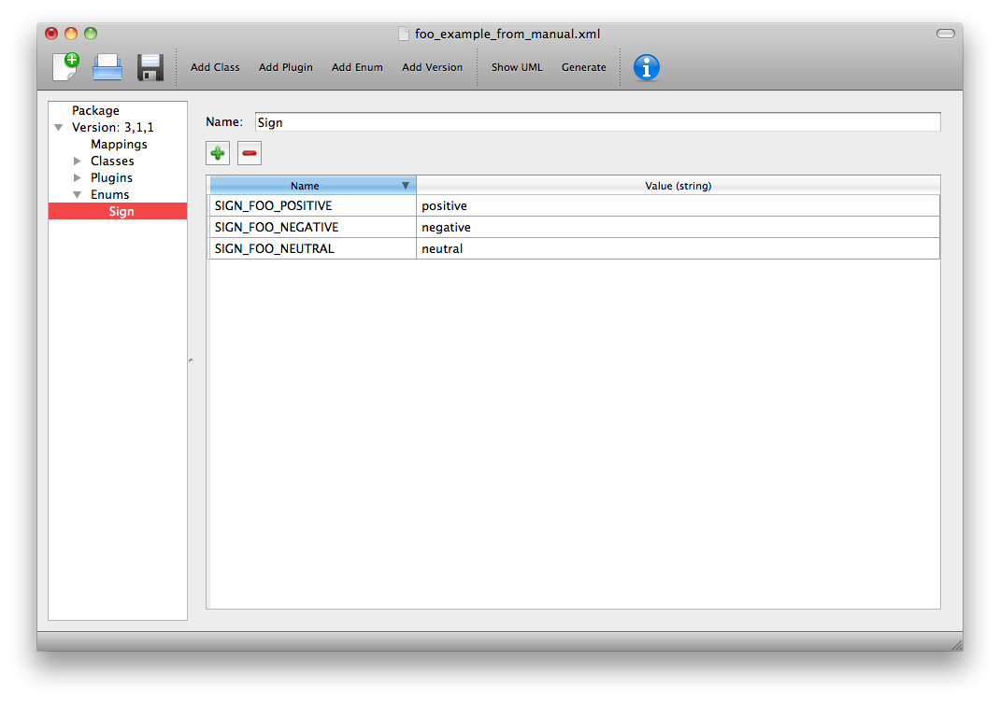 foo_example_from_manual.xml
Add Class Add Plugin Add Enum Add Version Show UML Generate
Package
Version: 3,1,1
Mappings
Classes
Plugins
Enums
Sign
Name: Sign
Name Value (string)
SIGN_FOO_POSITIVE positive
SIGN_FOO_NEGATIVE negative
SIGN_FOO_NEUTRAL neutral